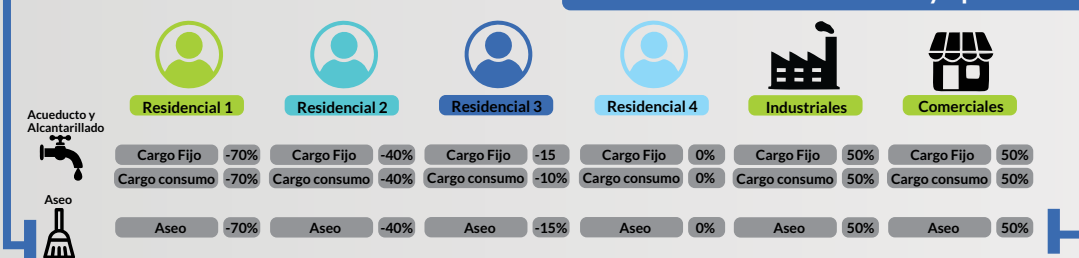 Residencial 1 Residencial 2 Residencial 3 Residencial 4 Industriales Comerciales
Acueducto y
Alcantarillado
Cargo Fijo -70% Cargo Fijo -40% Cargo Fijo -15 Cargo Fijo 0% Cargo Fijo 50% Cargo Fijo 50%
Cargo consumo -70% Cargo consumo -40% Cargo consumo -10% Cargo consumo 0% Cargo consumo 50% Cargo consumo 50%
Aseo
Aseo -70% Aseo -40% Aseo -15% Aseo 0% Aseo 50% Aseo 50%